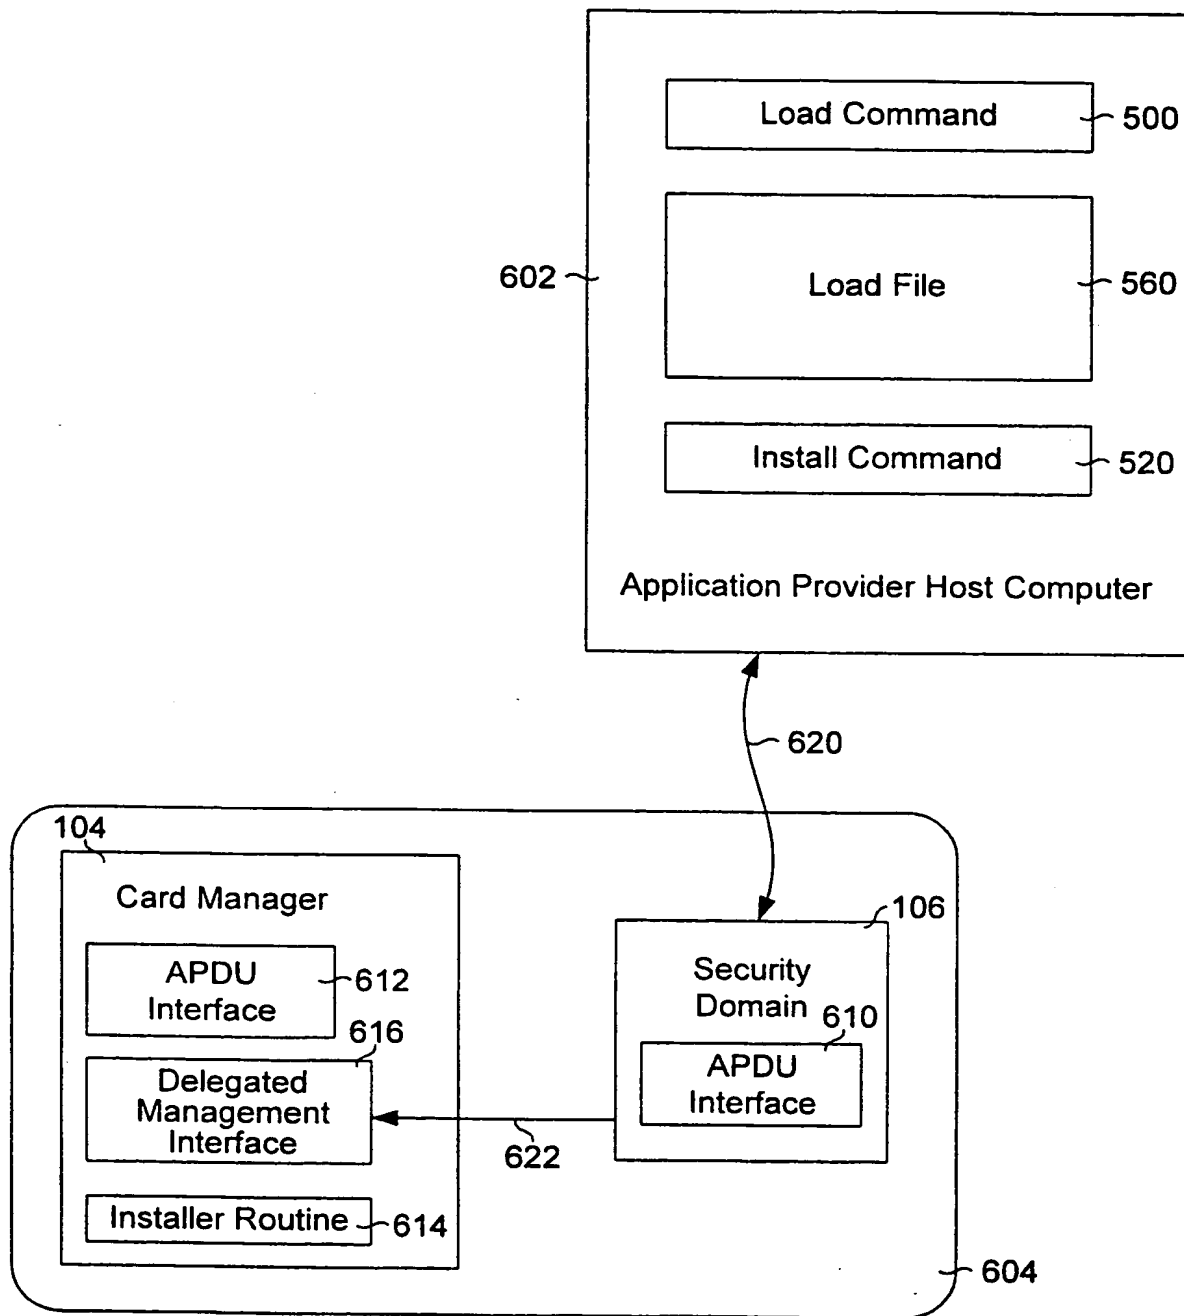 Load Command
500
602
Load File
560
Install Command
520
Application Provider Host Computer
620
104
Card Manager
106
APDU
Interface
612
Security
Domain
616
610
Delegated
Management
Interface
APDU
Interface
622
Installer Routine
614
604